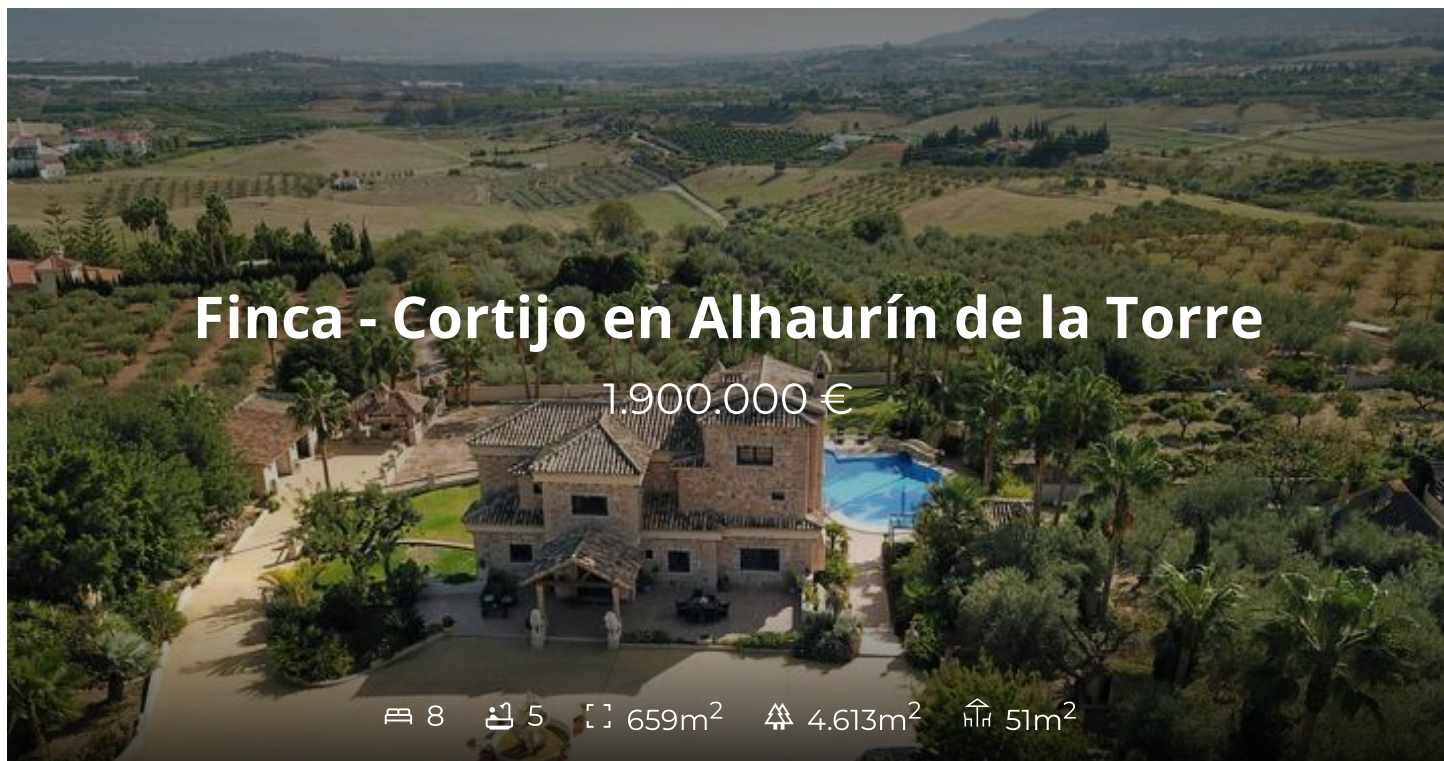 Finca - Cortijo en Alhaurín de la Torre
1.900.000 €
8 5 659m² 4.613m² 51m²